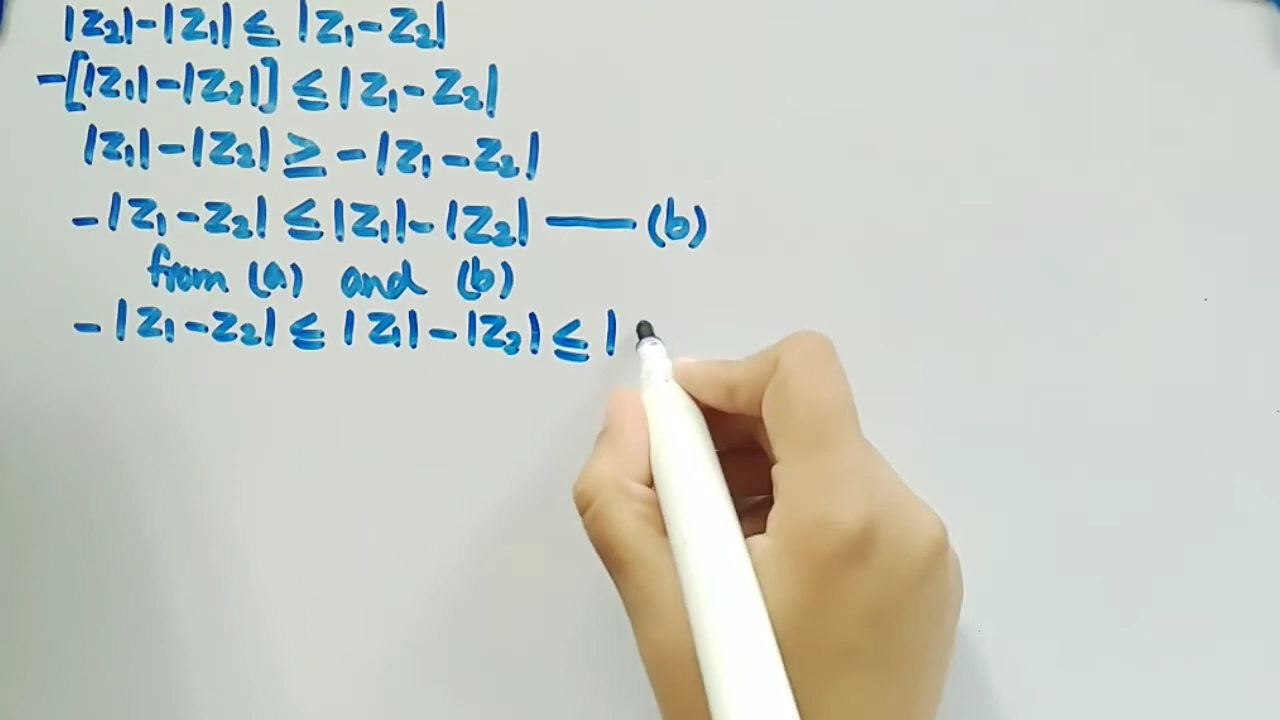 |z₂|-|z₁| ≤ |z₁-z₂|
-[|z₁|-|z₂|] ≤ |z₁-z₂|
|z₁|-|z₂| ≥ -|z₁-z₂|
-|z₁-z₂| ≤ |z₁|-|z₂| —— (b)
from (a) and (b)
-|z₁-z₂| ≤ |z₁|-|z₂| ≤ |